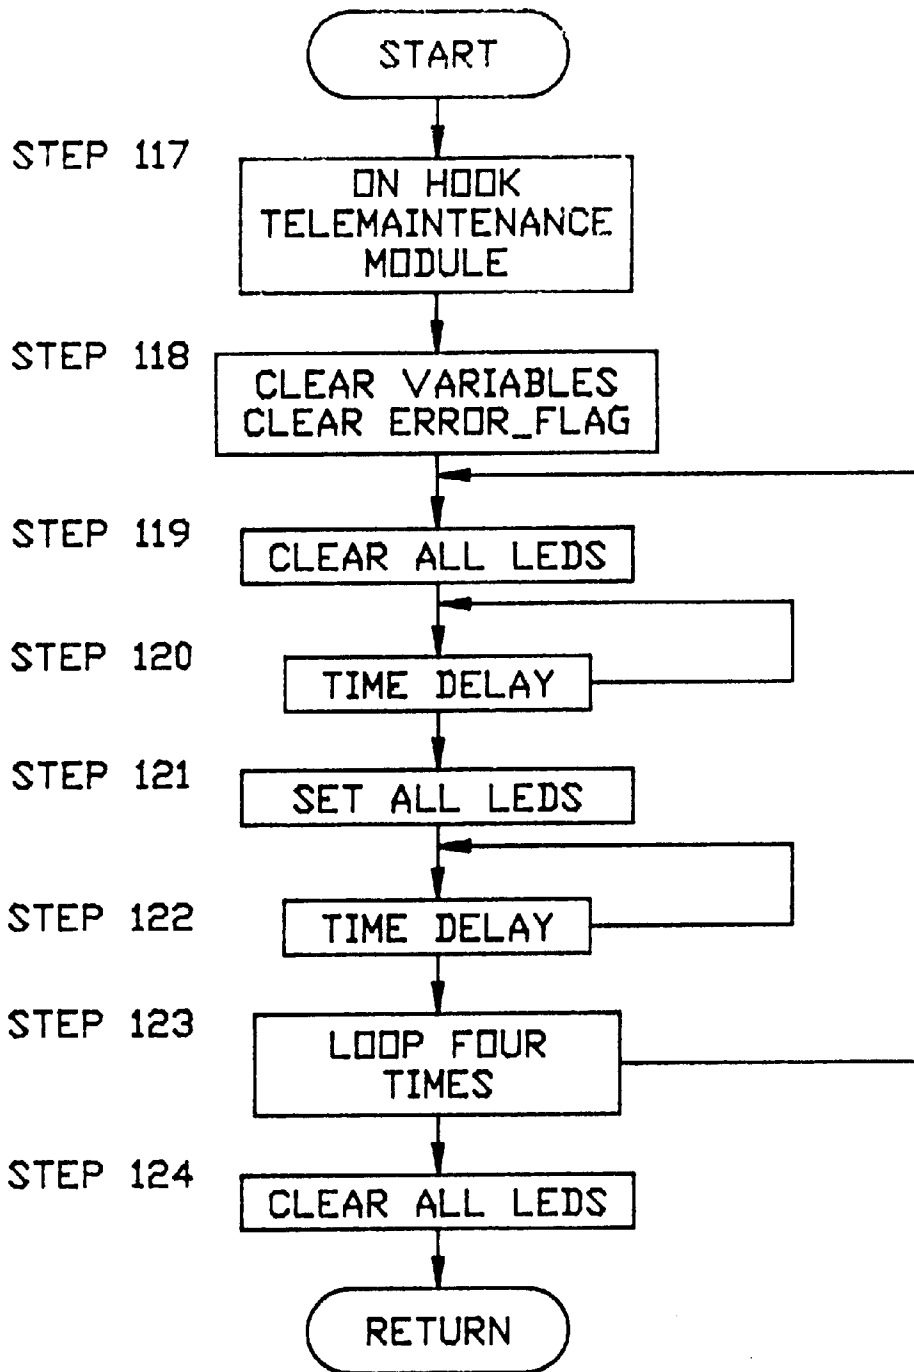 START
STEP 117
ON HOOK
TELEMAINTENANCE
MODULE
STEP 118
CLEAR VARIABLES
CLEAR ERROR_FLAG
STEP 119
CLEAR ALL LEDS
STEP 120
TIME DELAY
STEP 121
SET ALL LEDS
STEP 122
TIME DELAY
STEP 123
LOOP FOUR
TIMES
STEP 124
CLEAR ALL LEDS
RETURN